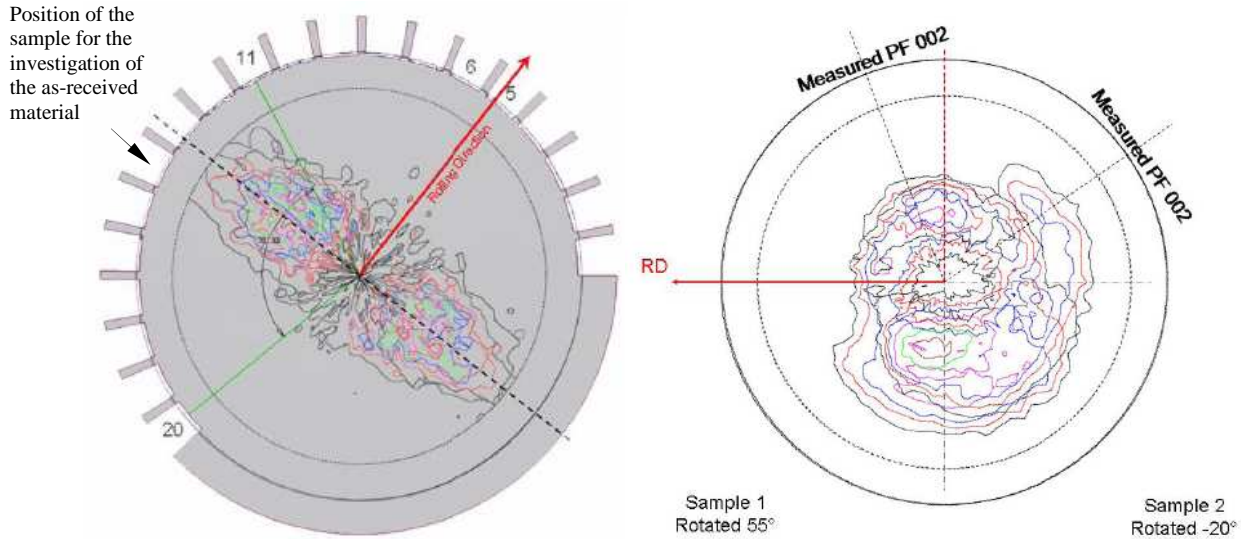 Position of the
sample for the
investigation of
the as-received
material
11
6
5
Rolling Direction
20
Measured PF 002
Measured PF 002
RD
Sample 1
Rotated 55°
Sample 2
Rotated -20°